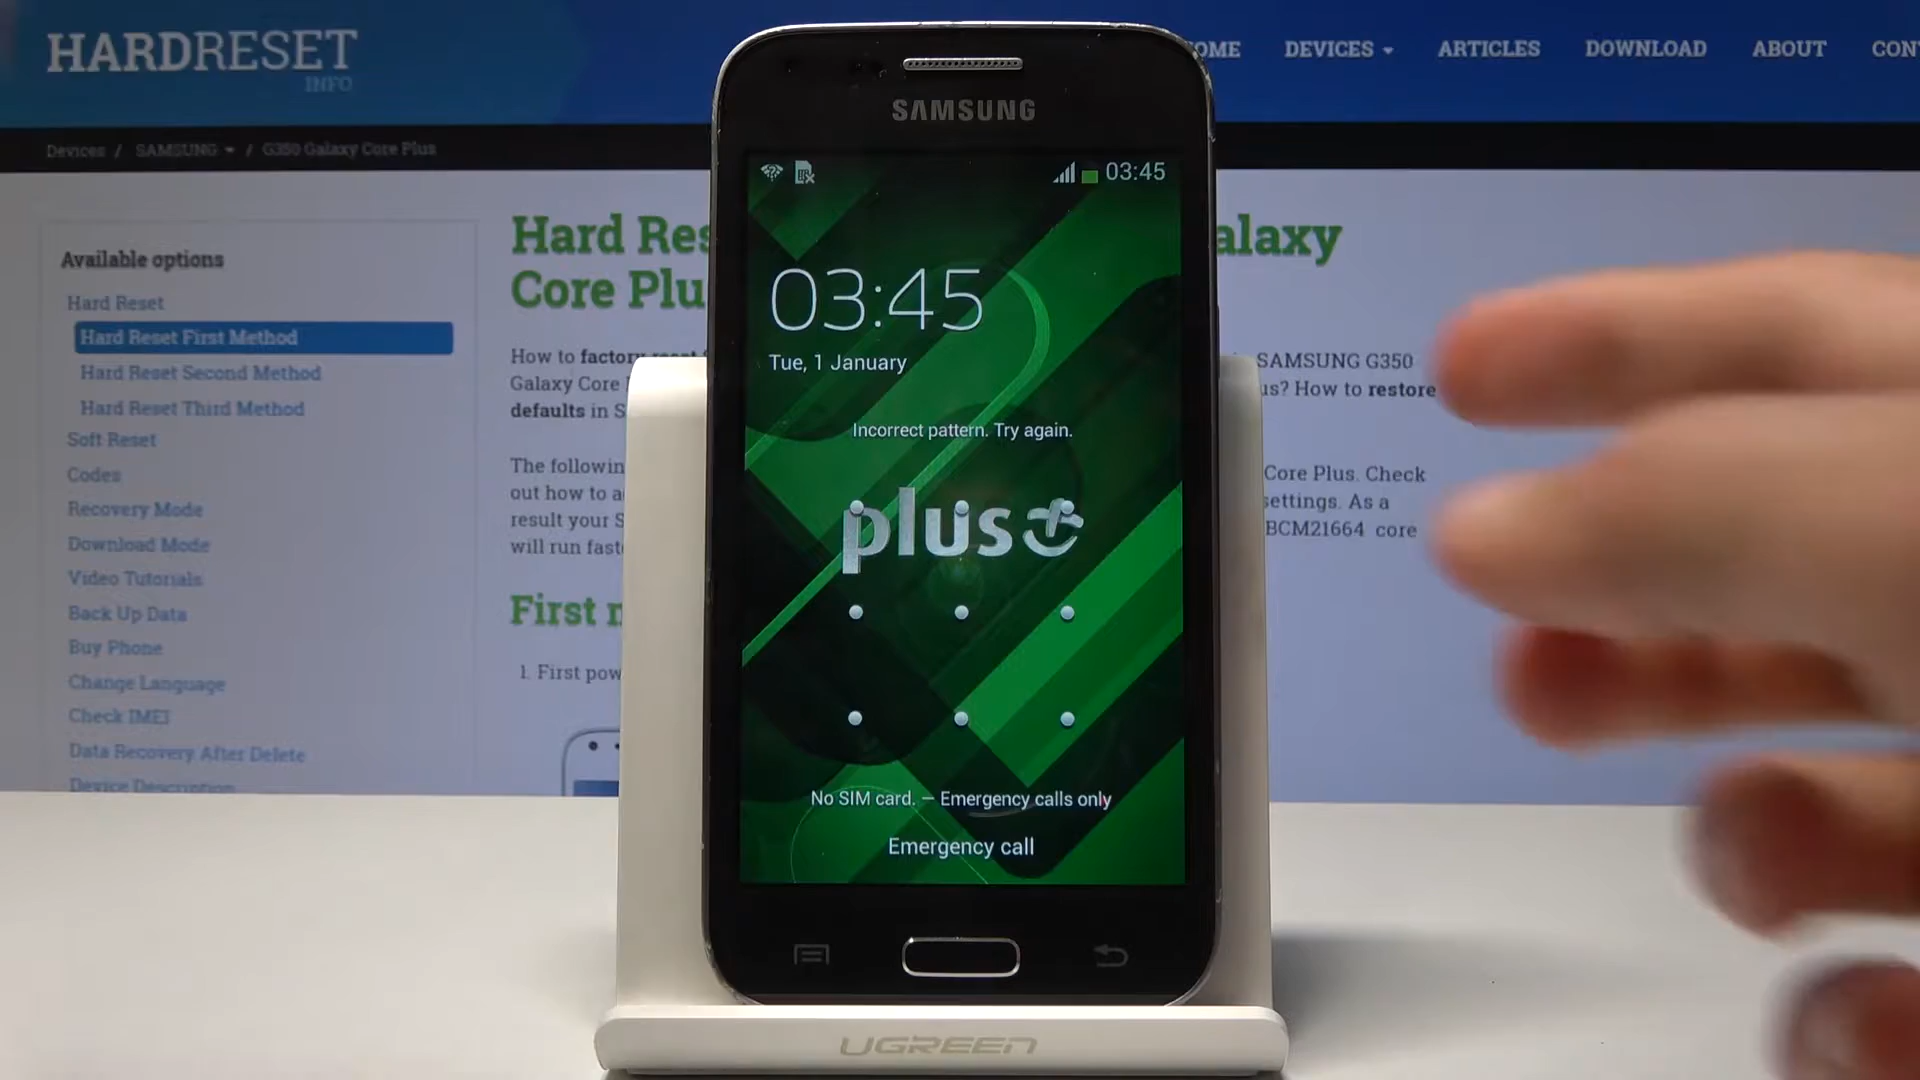 HARDRESET
INFO
OME
DEVICES
ARTICLES
DOWNLOAD
ABOUT
CON
Devices / SAMSUNG / G350 Galaxy Core Plus
Available options
Hard Reset
Hard Reset First Method
Hard Reset Second Method
Hard Reset Third Method
Soft Reset
Codes
Recovery Mode
Download Mode
Video Tutorials
Back Up Data
Buy Phone
Change Language
Check IMEI
Data Recovery After Delete
Device Description
Hard Res
alaxy
Core Plu
How to factory reset
SAMSUNG G350
Galaxy Core
us? How to restore
defaults in S
The followin
Core Plus. Check
out how to a
settings. As a
result your S
BCM21664 core
will run fast
First m
1. First pow
SAMSUNG
03:45
03:45
Tue, 1 January
Incorrect pattern. Try again.
plus
No SIM card. — Emergency calls only
Emergency call
UGREEN